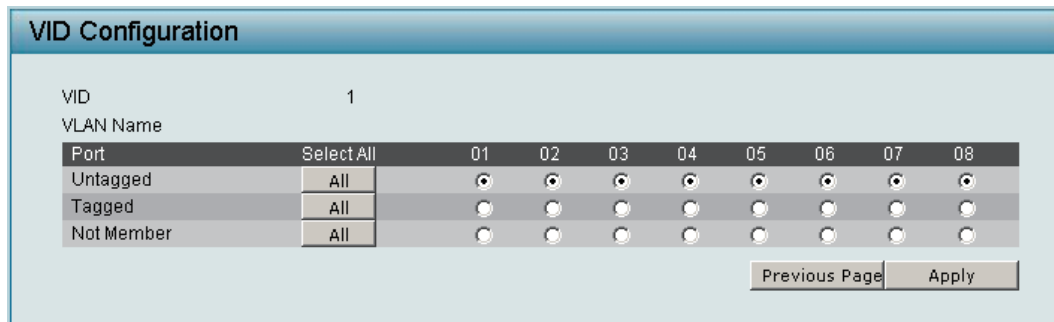 VID Configuration
VID 1
VLAN Name
Port Select All 01 02 03 04 05 06 07 08
Untagged All
Tagged All
Not Member All
Previous Page Apply